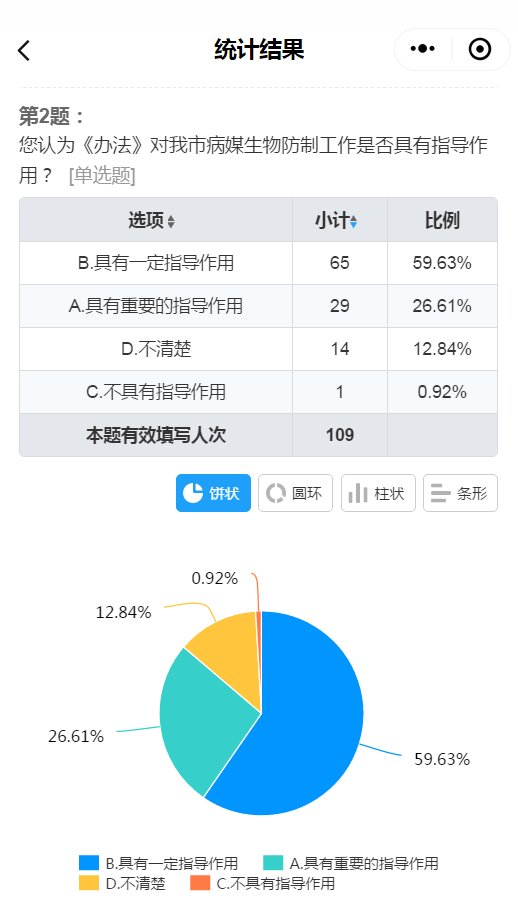 统计结果
第2题：
您认为《办法》对我市病媒生物防制工作是否具有指导作
用？ [单选题]
选项 小计 比例
B.具有一定指导作用 65 59.63%
A.具有重要的指导作用 29 26.61%
D.不清楚 14 12.84%
C.不具有指导作用 1 0.92%
本题有效填写人次 109
饼状 圆环 柱状 条形
0.92%
12.84%
26.61%
59.63%
B.具有一定指导作用 A.具有重要的指导作用
D.不清楚 C.不具有指导作用